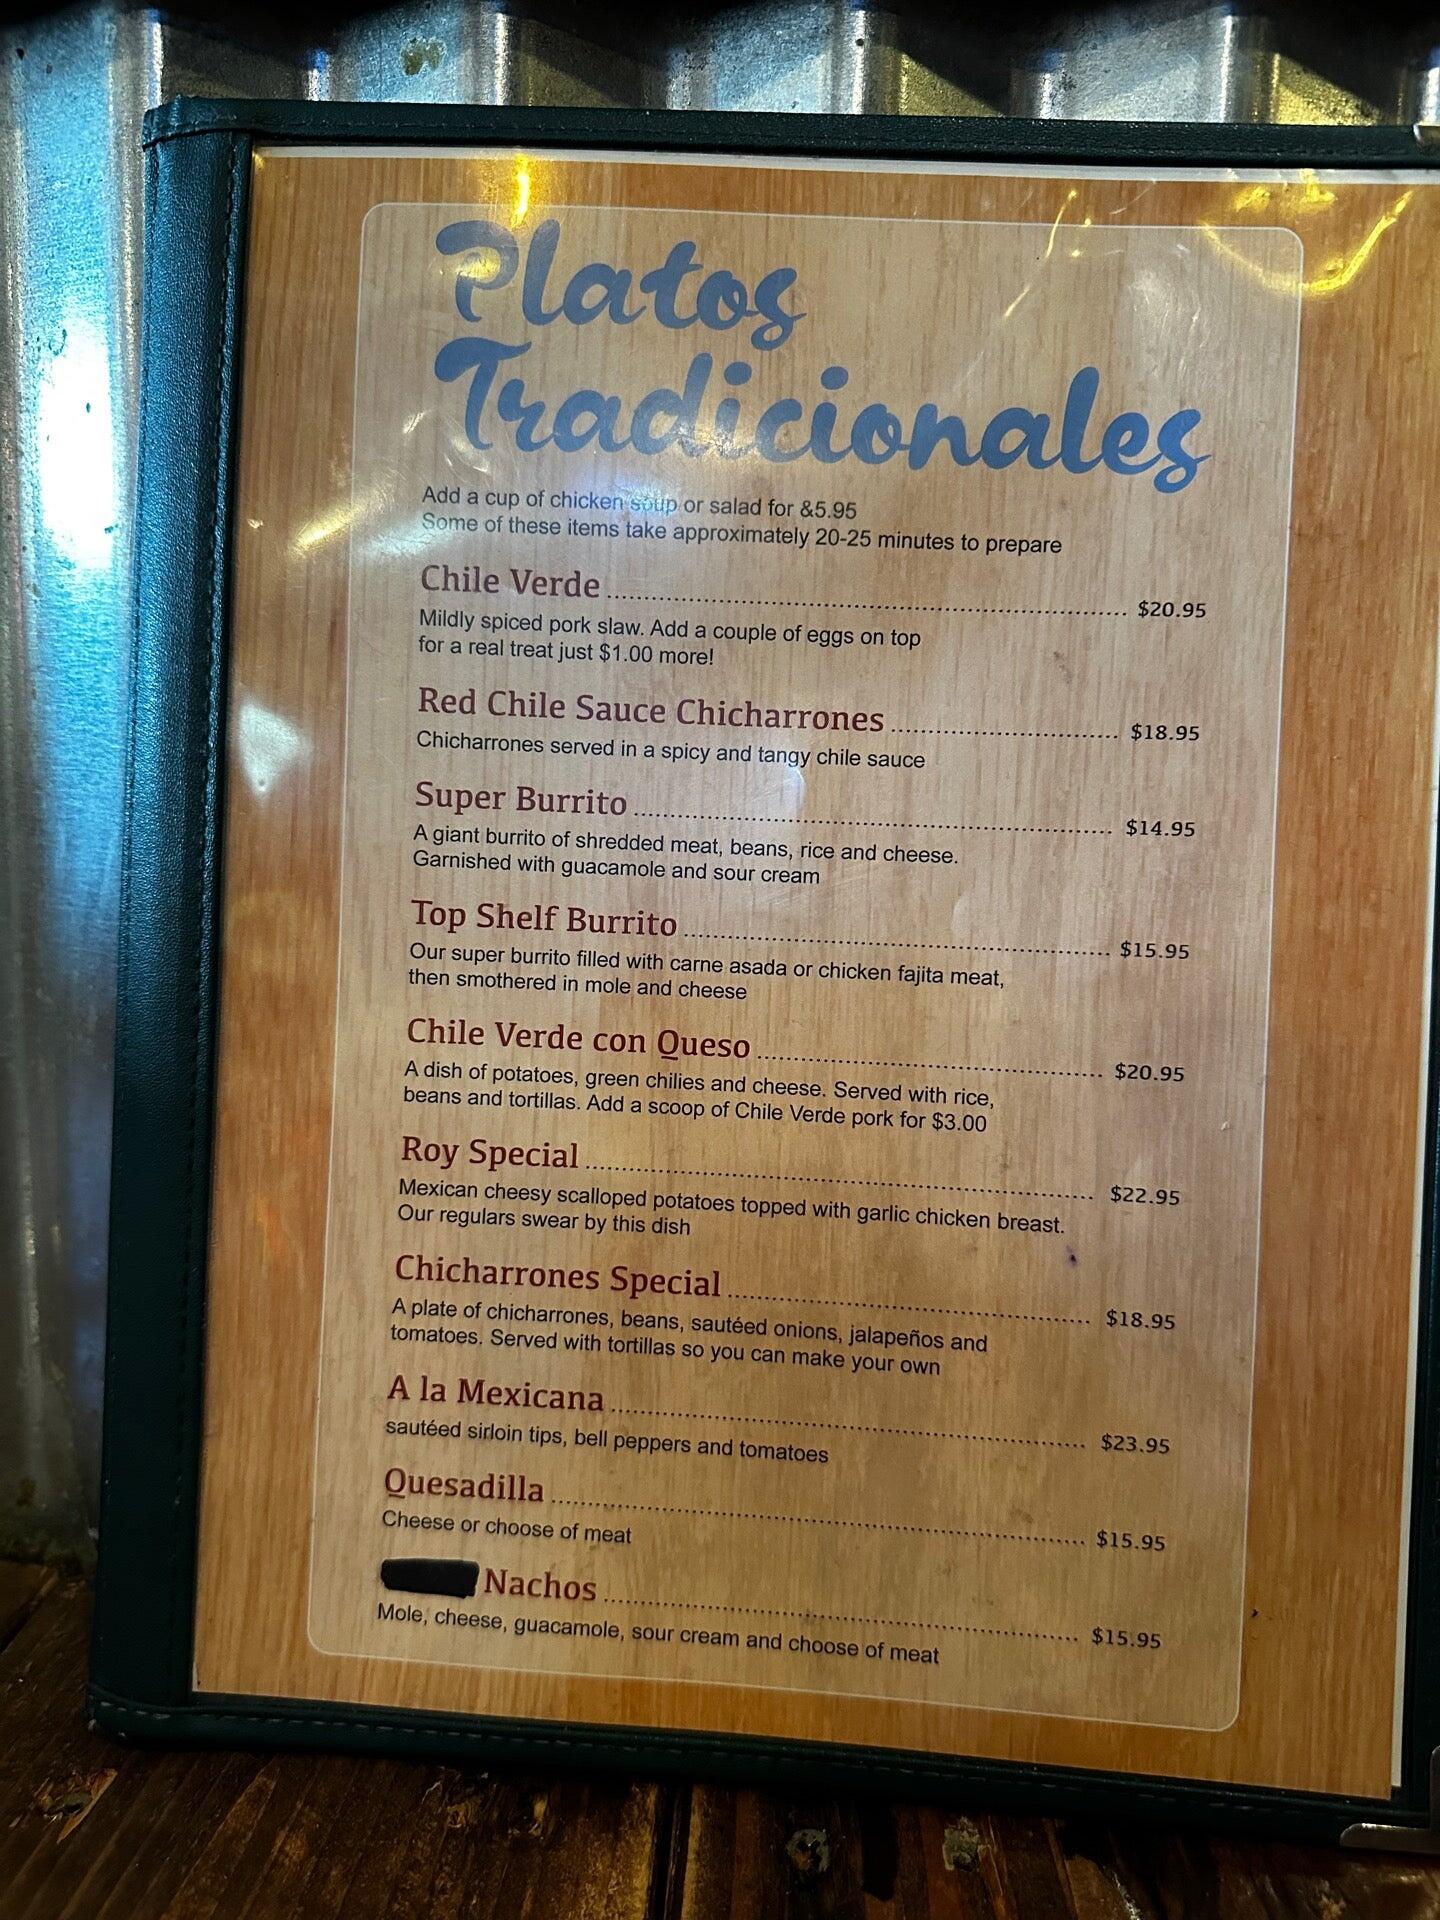 Platos
Tradicionales
Add a cup of chicken soup or salad for &5.95
Some of these items take approximately 20-25 minutes to prepare
Chile Verde $20.95
Mildly spiced pork slaw. Add a couple of eggs on top
for a real treat just $1.00 more!
Red Chile Sauce Chicharrones $18.95
Chicharrones served in a spicy and tangy chile sauce
Super Burrito $14.95
A giant burrito of shredded meat, beans, rice and cheese.
Garnished with guacamole and sour cream
Top Shelf Burrito $15.95
Our super burrito filled with carne asada or chicken fajita meat,
then smothered in mole and cheese
Chile Verde con Queso $20.95
A dish of potatoes, green chilies and cheese. Served with rice,
beans and tortillas. Add a scoop of Chile Verde pork for $3.00
Roy Special $22.95
Mexican cheesy scalloped potatoes topped with garlic chicken breast.
Our regulars swear by this dish
Chicharrones Special $18.95
A plate of chicharrones, beans, sautéed onions, jalapeños and
tomatoes. Served with tortillas so you can make your own
A la Mexicana $23.95
sautéed sirloin tips, bell peppers and tomatoes
Quesadilla $15.95
Cheese or choose of meat
Nachos $15.95
Mole, cheese, guacamole, sour cream and choose of meat